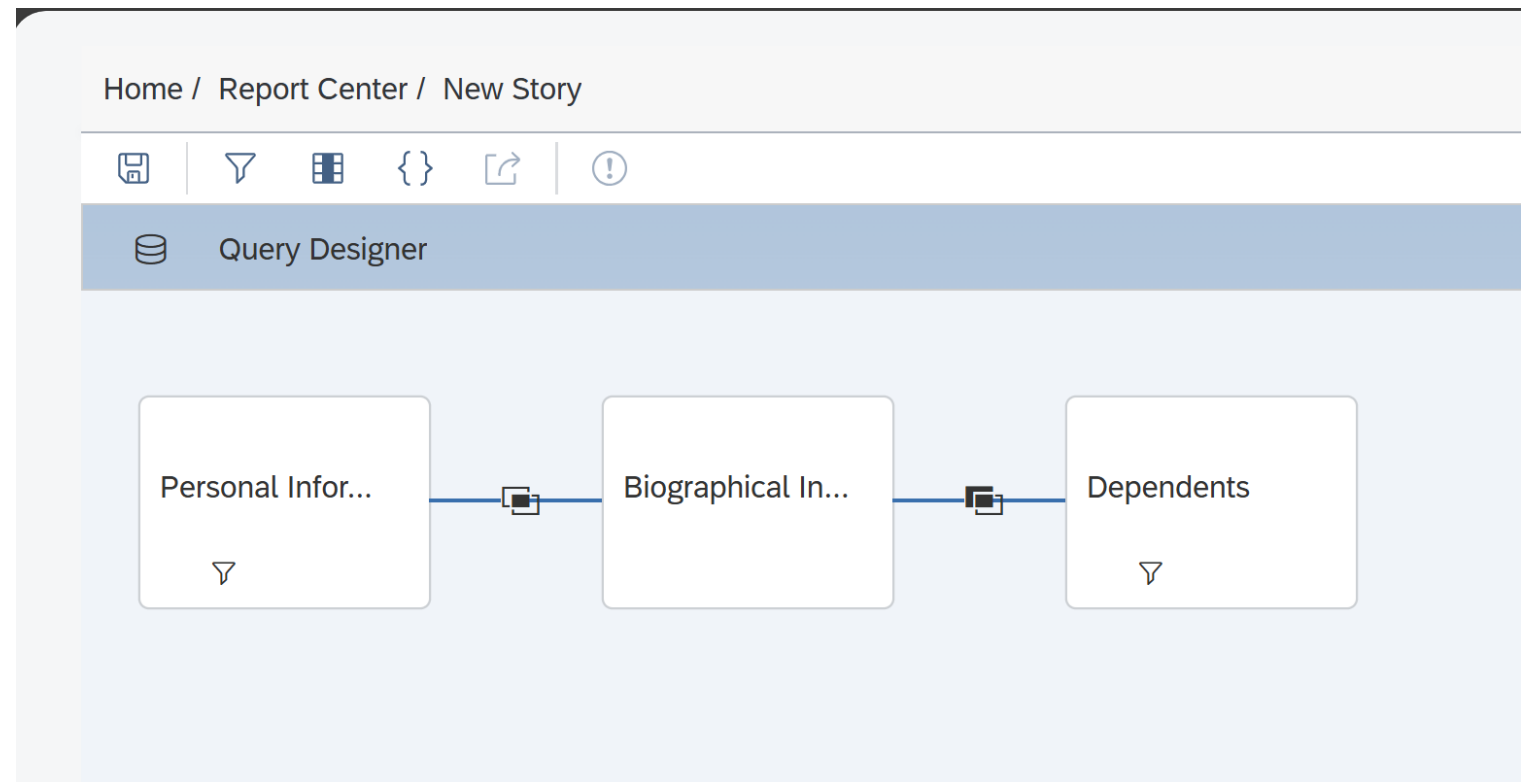 Home / Report Center / New Story
Query Designer
Personal Infor...
Biographical In...
Dependents